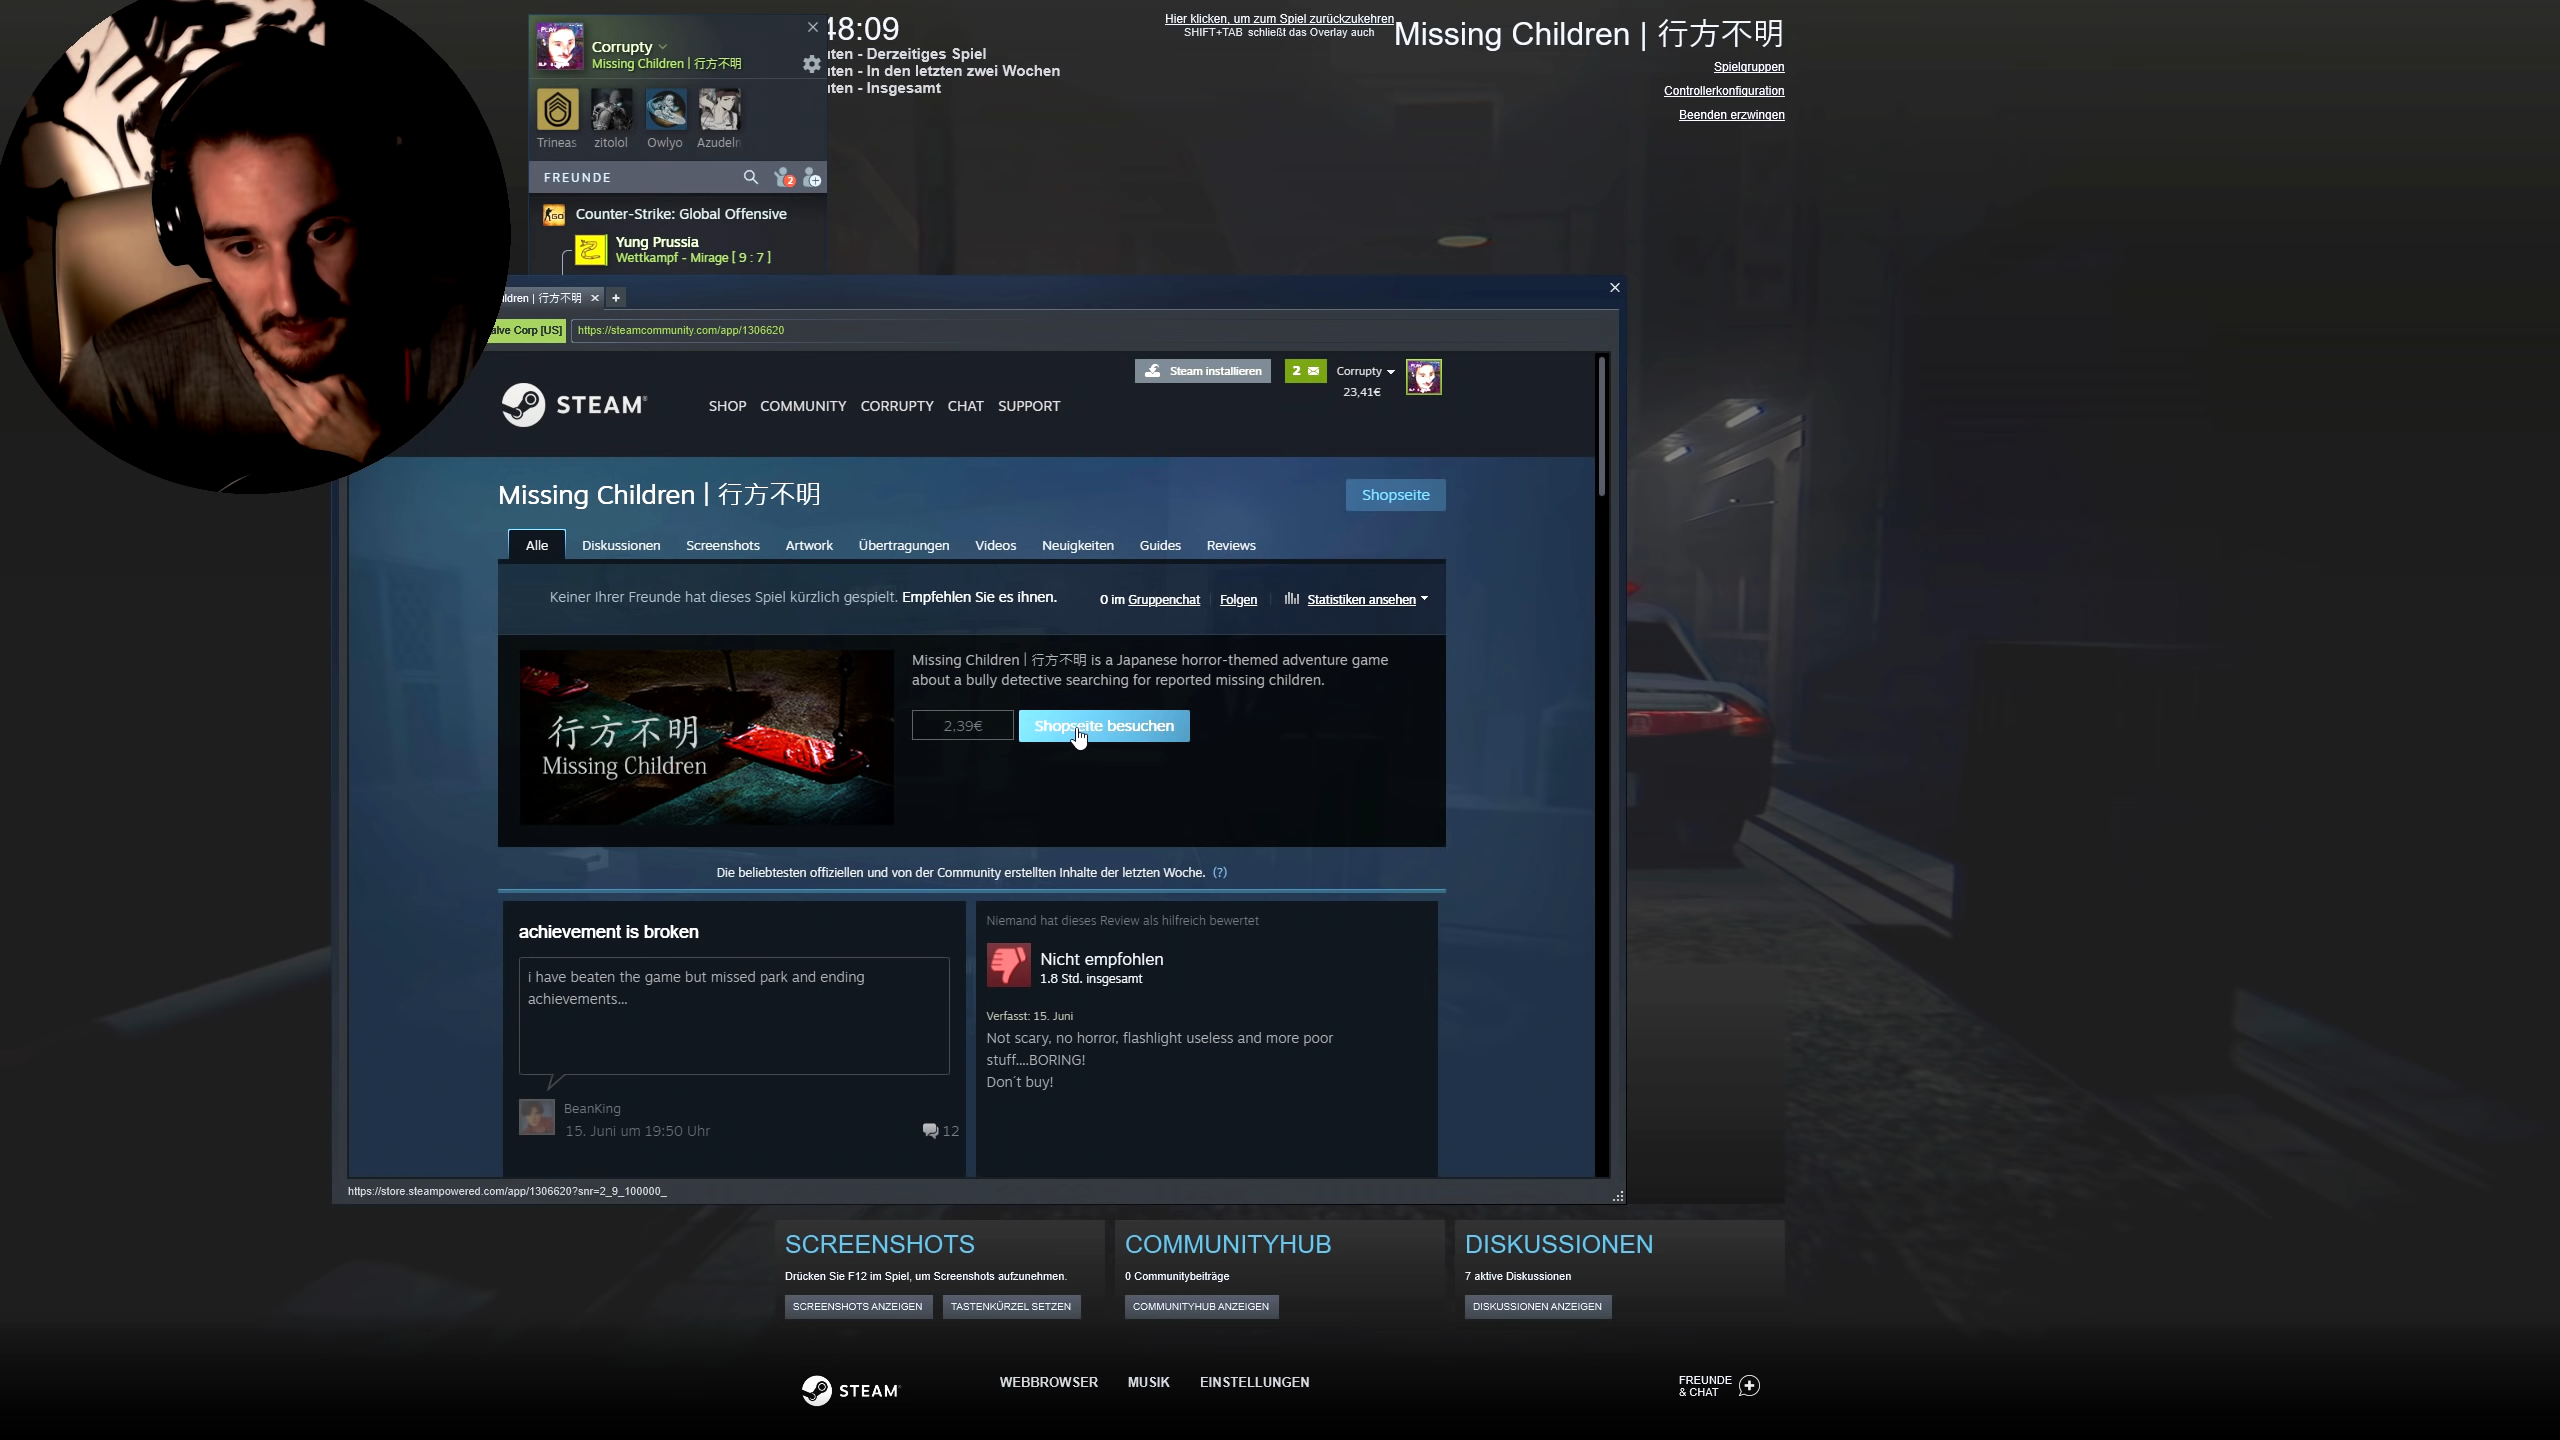 PLAY
Corrupty
Missing Children | 行方不明
Trineas
zitolol
Owlyo
FREUNDE
2
GO
Counter-Strike: Global Offensive
Yung Prussia
Wettkampf - Mirage [ 9 : 7 ]
48:09
- Derzeitiges Spiel
- In den letzten zwei Wochen
- Insgesamt
Hier klicken, um zum Spiel zurückzukehren
SHIFT+TAB schließt das Overlay auch
Missing Children | 行方不明
Spielgruppen
Controllerkonfiguration
Beenden erzwingen
ildren | 行方不明
alve Corp [US]
https://steamcommunity.com/app/1306620
Steam installieren
2
Corrupty
23,41€
STEAM
SHOP
COMMUNITY
CORRUPTY
CHAT
SUPPORT
Missing Children | 行方不明
Shopseite
Alle
Diskussionen
Screenshots
Artwork
Übertragungen
Videos
Neuigkeiten
Guides
Reviews
Keiner Ihrer Freunde hat dieses Spiel kürzlich gespielt. Empfehlen Sie es ihnen.
0 im Gruppenchat
Folgen
Statistiken ansehen
行方不明
Missing Children
Missing Children | 行方不明 is a Japanese horror-themed adventure game
about a bully detective searching for reported missing children.
2,39€
Shopseite besuchen
Die beliebtesten offiziellen und von der Community erstellten Inhalte der letzten Woche. (?)
achievement is broken
i have beaten the game but missed park and ending
achievements...
BeanKing
15. Juni um 19:50 Uhr
12
Niemand hat dieses Review als hilfreich bewertet
Nicht empfohlen
1.8 Std. insgesamt
Verfasst: 15. Juni
Not scary, no horror, flashlight useless and more poor
stuff....BORING!
Don´t buy!
https://store.steampowered.com/app/1306620?snr=2_9_100000_
SCREENSHOTS
Drücken Sie F12 im Spiel, um Screenshots aufzunehmen.
SCREENSHOTS ANZEIGEN
TASTENKÜRZEL SETZEN
COMMUNITYHUB
0 Communitybeiträge
COMMUNITYHUB ANZEIGEN
DISKUSSIONEN
7 aktive Diskussionen
DISKUSSIONEN ANZEIGEN
STEAM
WEBBROWSER
MUSIK
EINSTELLUNGEN
FREUNDE
& CHAT